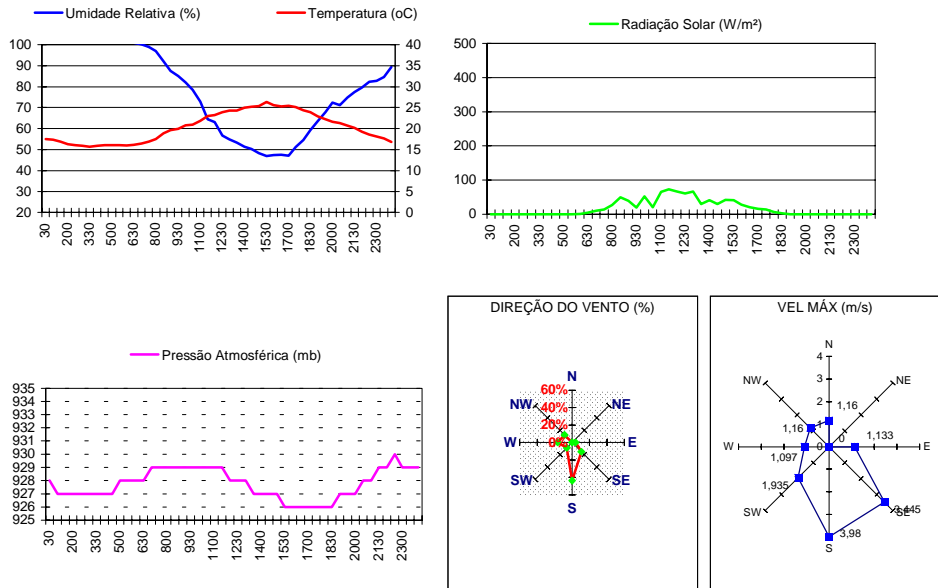 Umidade Relativa (%) Temperatura (oC)
100 90 80 70 60 50 40 30 20
40 35 30 25 20 15 10 5 0
30 200 330 500 630 800 930 1100 1230 1400 1530 1700 1830 2000 2130 2300
Radiação Solar (W/m²)
500 400 300 200 100 0
30 200 330 500 630 800 930 1100 1230 1400 1530 1700 1830 2000 2130 2300
Pressão Atmosférica (mb)
935 934 933 932 931 930 929 928 927 926 925
30 200 330 500 630 800 930 1100 1230 1400 1530 1700 1830 2000 2130 2300
DIREÇÃO DO VENTO (%)
N
60%
NW 40% NE
20%
W 0% E
SW SE
S
VEL MÁX (m/s)
N
4
NW 3 NE
2
1,16 1 1,16
W 1,097 0 0 1,133 E
1,935 3,445
SW SE
3,98
S